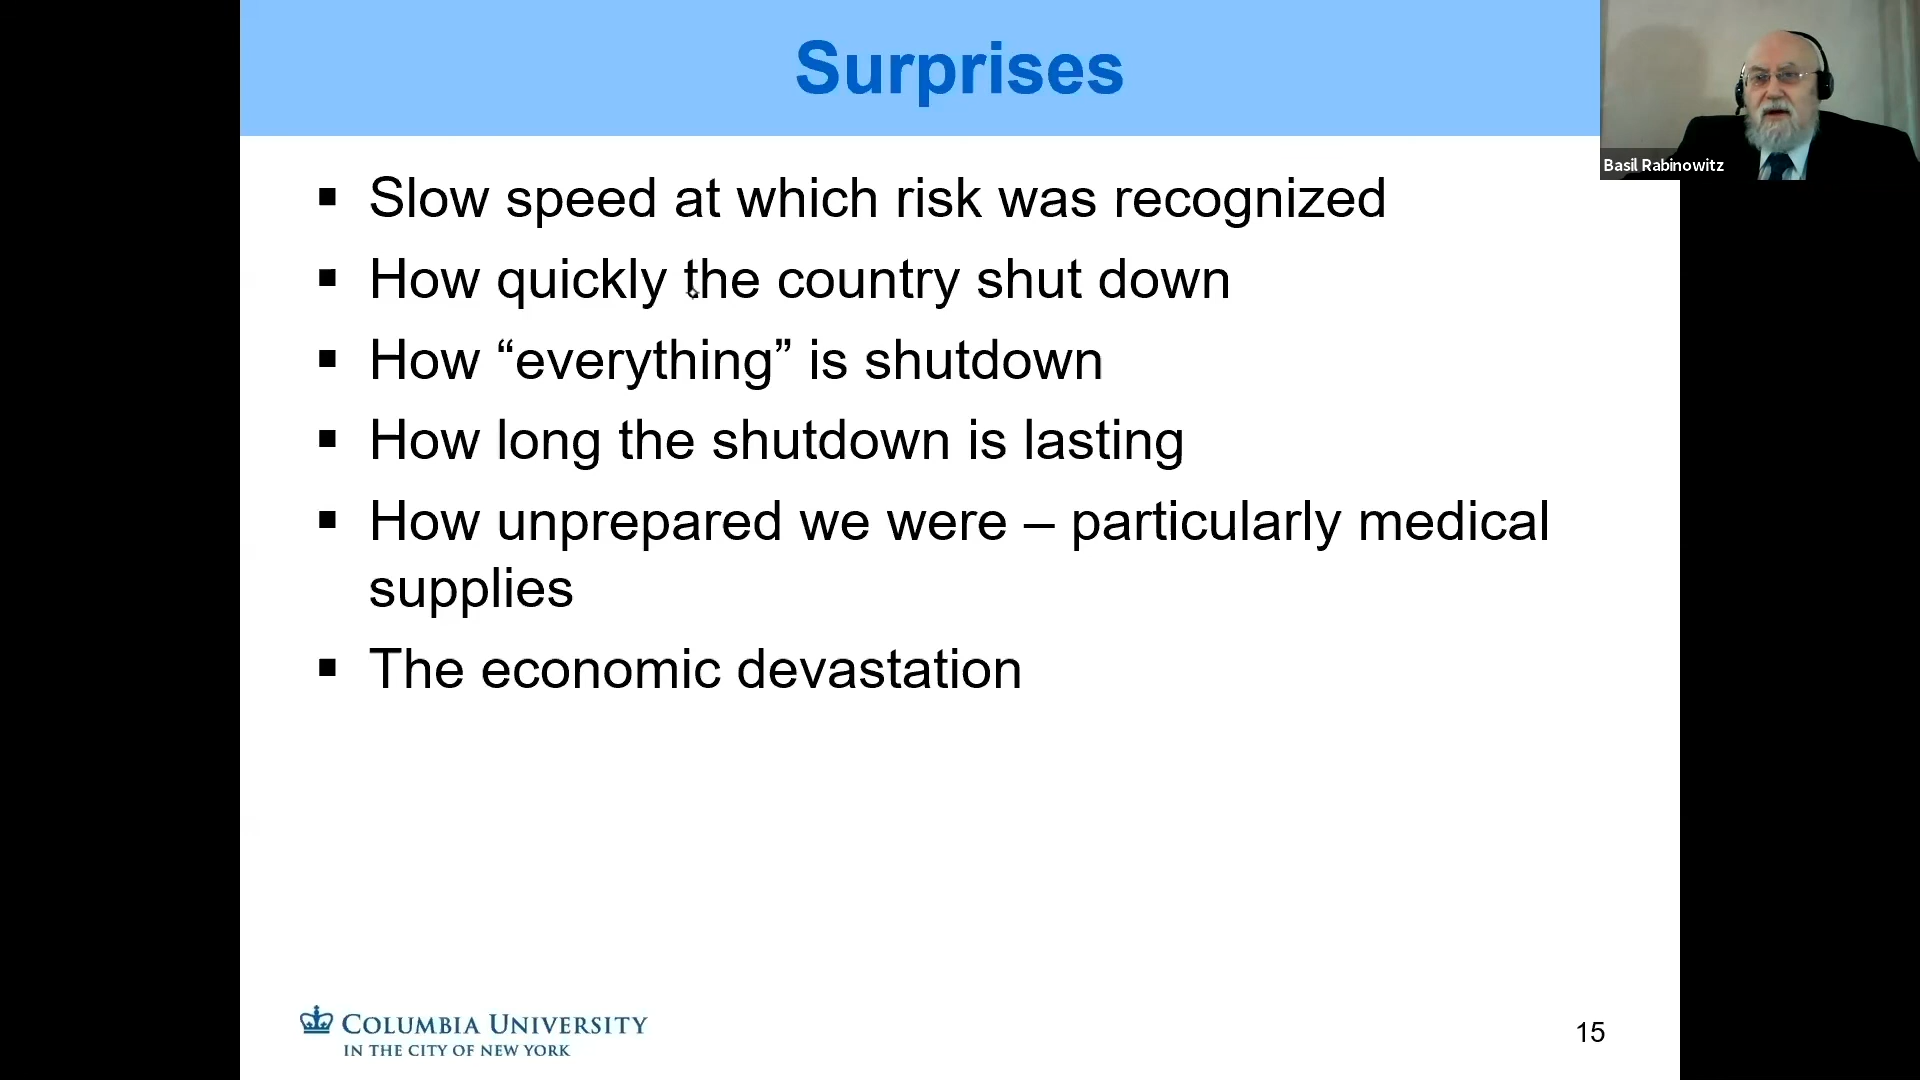 Surprises
Basil Rabinowitz
▪ Slow speed at which risk was recognized
▪ How quickly the country shut down
▪ How “everything” is shutdown
▪ How long the shutdown is lasting
▪ How unprepared we were – particularly medical
supplies
▪ The economic devastation
COLUMBIA UNIVERSITY
IN THE CITY OF NEW YORK
15